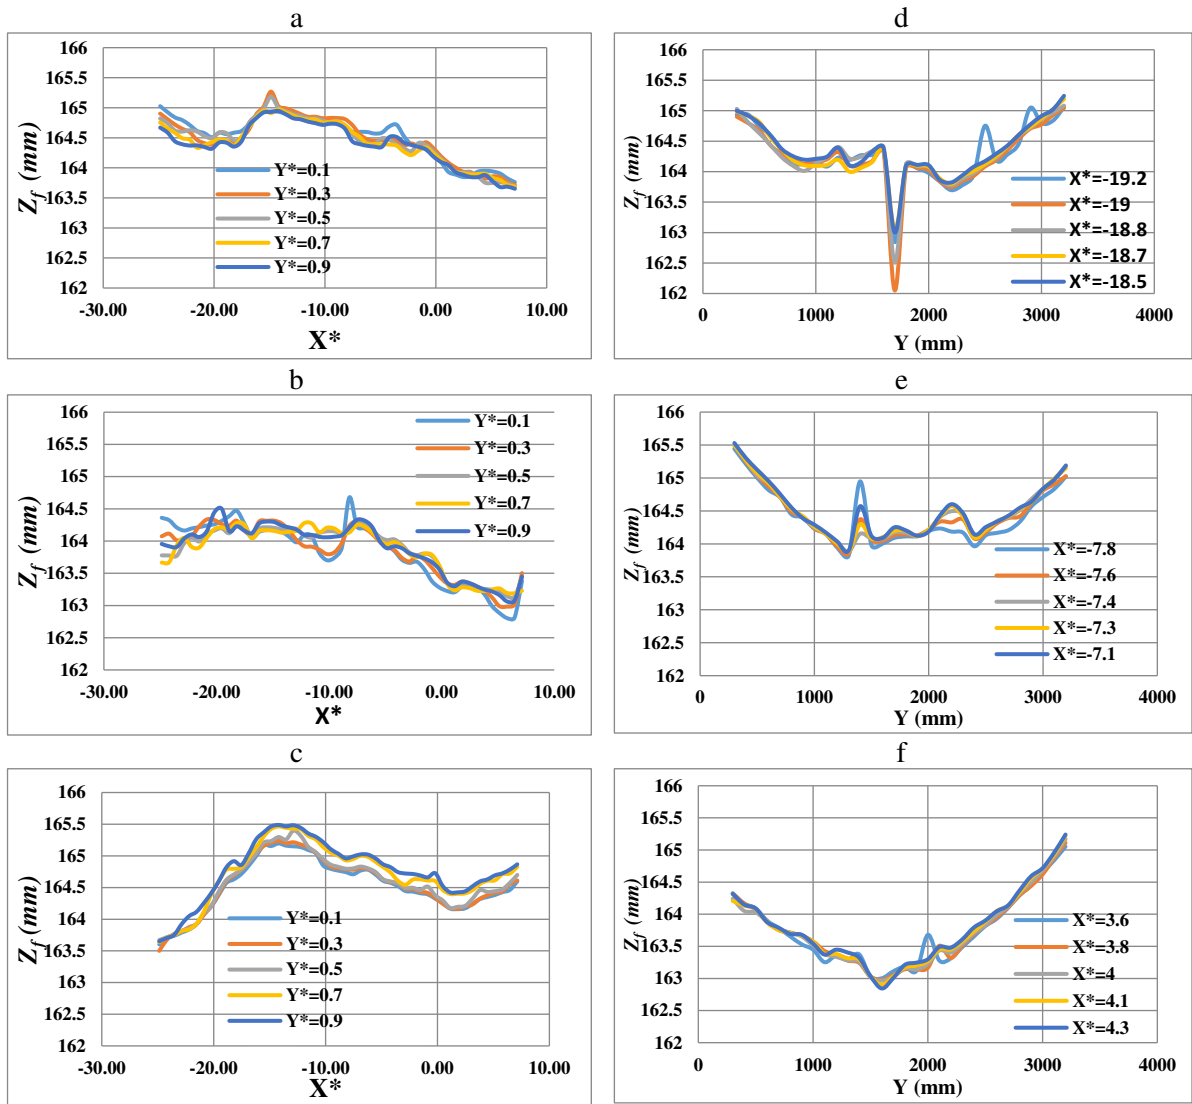 a
166
165.5
165
164.5
164
163.5
163
162.5
162
Z_f (mm)
Y*=0.1
Y*=0.3
Y*=0.5
Y*=0.7
Y*=0.9
-30.00 -20.00 -10.00 0.00 10.00
X*
d
166
165.5
165
164.5
164
163.5
163
162.5
162
Z_f (mm)
X*=-19.2
X*=-19
X*=-18.8
X*=-18.7
X*=-18.5
0 1000 2000 3000 4000
Y (mm)
b
166
165.5
165
164.5
164
163.5
163
162.5
162
Z_f (mm)
Y*=0.1
Y*=0.3
Y*=0.5
Y*=0.7
Y*=0.9
-30.00 -20.00 -10.00 0.00 10.00
X*
e
166
165.5
165
164.5
164
163.5
163
162.5
162
Z_f (mm)
X*=-7.8
X*=-7.6
X*=-7.4
X*=-7.3
X*=-7.1
0 1000 2000 3000 4000
Y (mm)
c
166
165.5
165
164.5
164
163.5
163
162.5
162
Z_f (mm)
Y*=0.1
Y*=0.3
Y*=0.5
Y*=0.7
Y*=0.9
-30.00 -20.00 -10.00 0.00 10.00
X*
f
166
165.5
165
164.5
164
163.5
163
162.5
162
Z_f (mm)
X*=3.6
X*=3.8
X*=4
X*=4.1
X*=4.3
0 1000 2000 3000 4000
Y (mm)